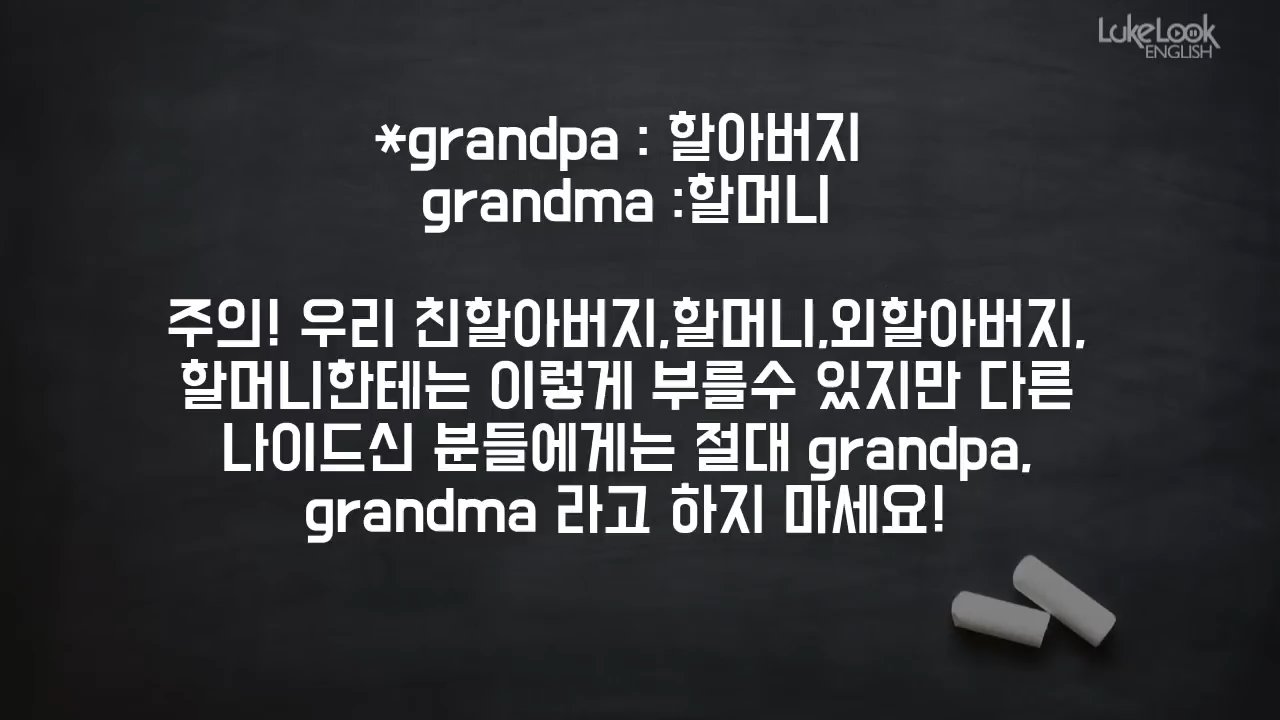 LukeLook
ENGLISH
*grandpa : 할아버지
grandma :할머니
주의! 우리 친할아버지,할머니,외할아버지,
할머니한테는 이렇게 부를수 있지만 다른
나이드신 분들에게는 절대 grandpa,
grandma 라고 하지 마세요!